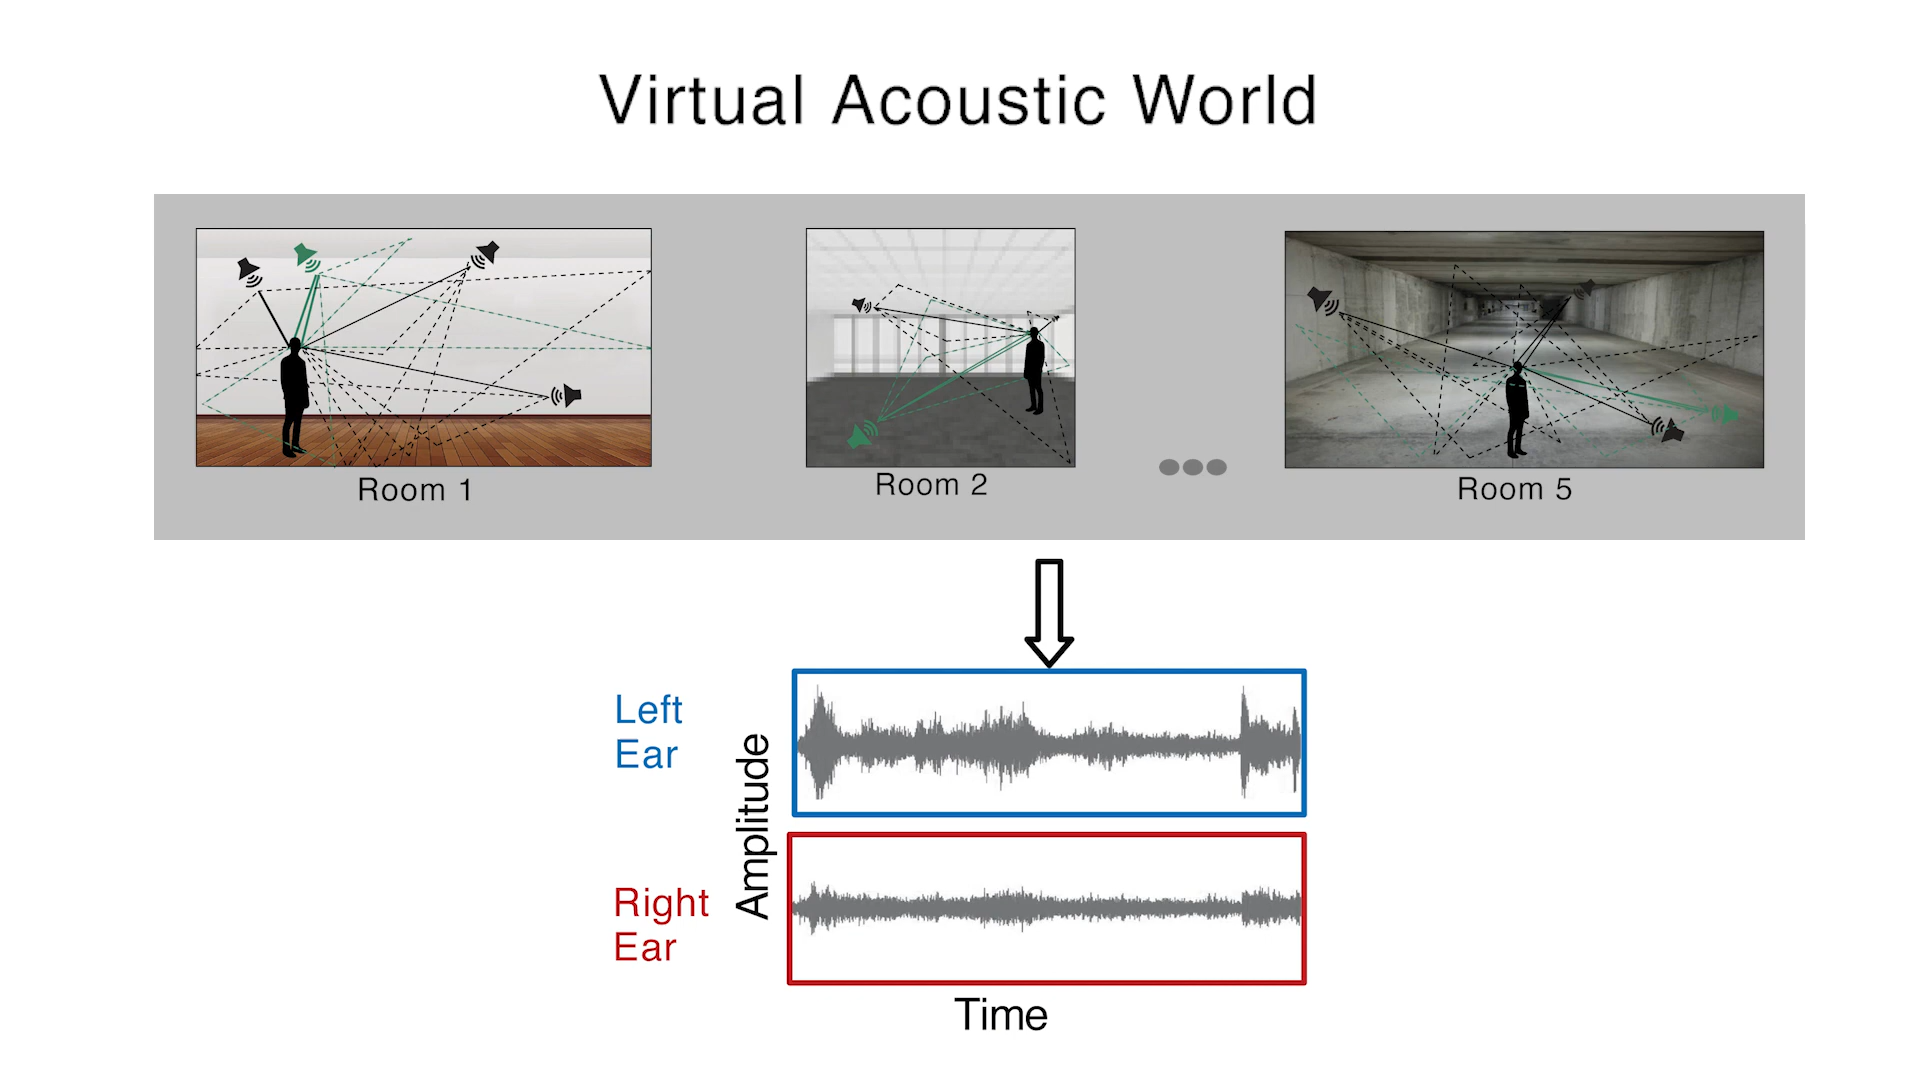 Virtual Acoustic World
Room 1
Room 2
Room 5
Left
Ear
Amplitude
Right
Ear
Time